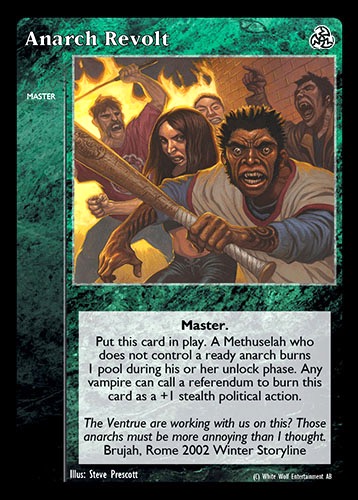 Anarch Revolt
MASTER
Master.
Put this card in play. A Methuselah who
does not control a ready anarch burns
1 pool during his or her unlock phase. Any
vampire can call a referendum to burn this
card as a +1 stealth political action.
The Ventrue are working with us on this? Those
anarchs must be more annoying than I thought.
Brujah, Rome 2002 Winter Storyline
Illus: Steve Prescott
(C) White Wolf Entertainment AB